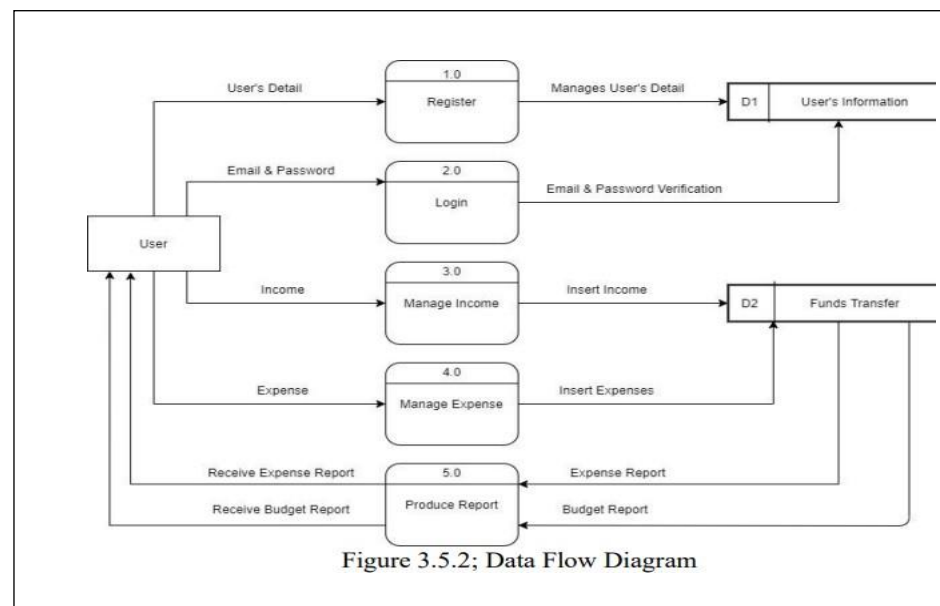 1.0
User's Detail
Register
Manages User's Detail
D1
User's Information
Email & Password
2.0
Login
Email & Password Verification
User
3.0
Income
Manage Income
Insert Income
D2
Funds Transfer
4.0
Expense
Manage Expense
Insert Expenses
Receive Expense Report
5.0
Expense Report
Receive Budget Report
Produce Report
Budget Report
Figure 3.5.2; Data Flow Diagram